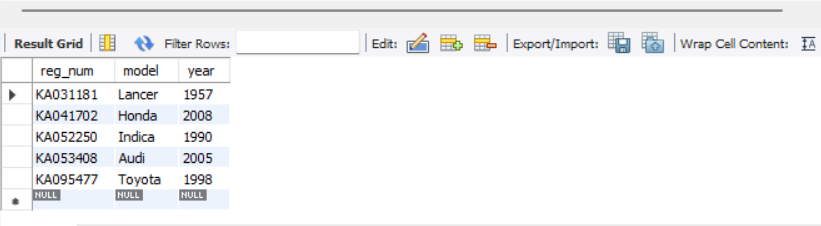 Result Grid Filter Rows: Edit: Export/Import: Wrap Cell Content: IA
reg_num model year
KA031181 Lancer 1957
KA041702 Honda 2008
KA052250 Indica 1990
KA053408 Audi 2005
KA095477 Toyota 1998
NULL NULL NULL